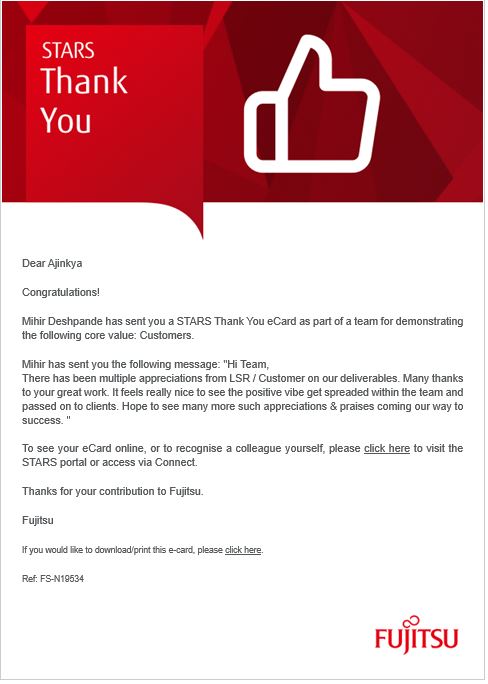 STARS
Thank
You
Dear Ajinkya
Congratulations!
Mihir Deshpande has sent you a STARS Thank You eCard as part of a team for demonstrating
the following core value: Customers.
Mihir has sent you the following message: "Hi Team,
There has been multiple appreciations from LSR / Customer on our deliverables. Many thanks
to your great work. It feels really nice to see the positive vibe get spreaded within the team and
passed on to clients. Hope to see many more such appreciations & praises coming our way to
success. "
To see your eCard online, or to recognise a colleague yourself, please click here to visit the
STARS portal or access via Connect.
Thanks for your contribution to Fujitsu.
Fujitsu
If you would like to download/print this e-card, please click here.
Ref: FS-N19534
FUJITSU